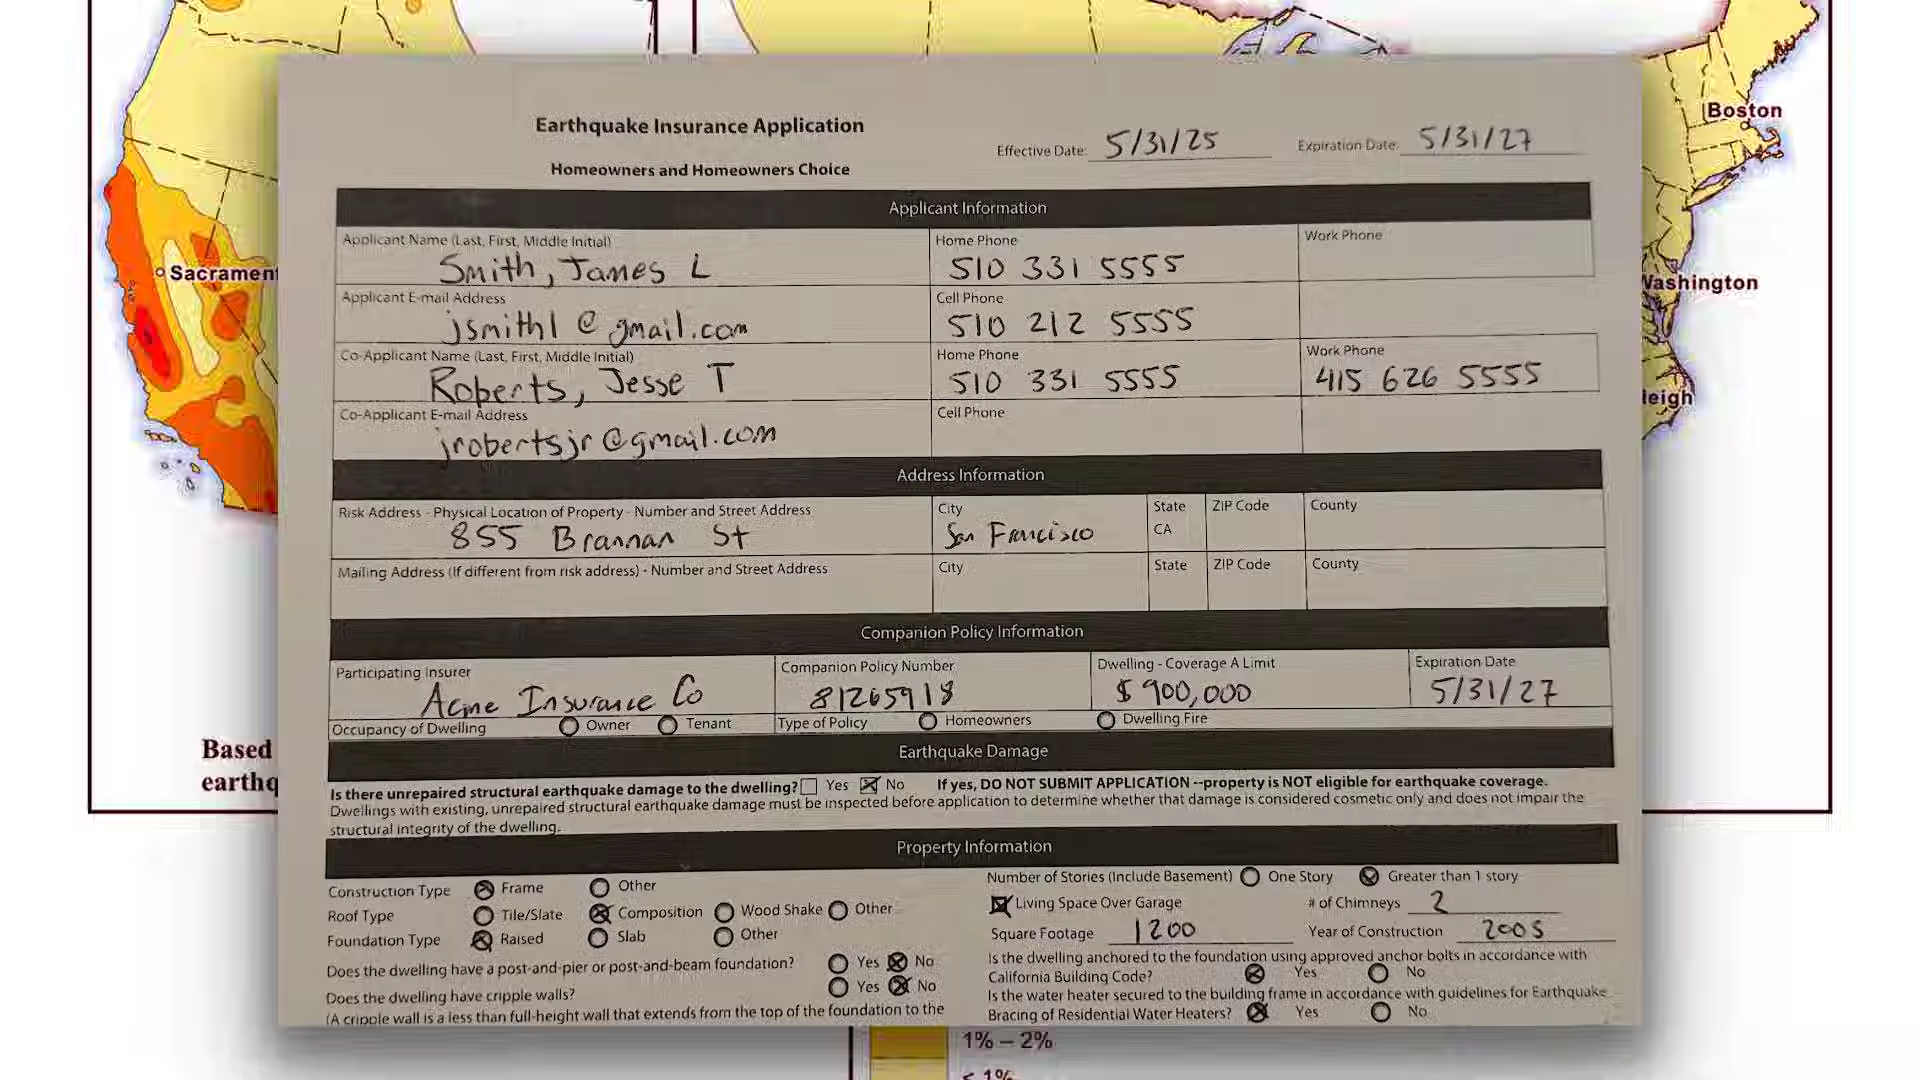 Boston
Sacrament
Washington
leigh
Based
earthq
Earthquake Insurance Application
Homeowners and Homeowners Choice
Effective Date: 5/31/25 Expiration Date: 5/31/27
Applicant Information
Applicant Name (Last, First, Middle Initial) Home Phone Work Phone
Smith, James L 510 331 5555
Applicant E-mail Address Cell Phone
jsmith1@gmail.com 510 212 5555
Co-Applicant Name (Last, First, Middle Initial) Home Phone Work Phone
Roberts, Jesse T 510 331 5555 415 626 5555
Co-Applicant E-mail Address Cell Phone
jrobertsjr@gmail.com
Address Information
Risk Address - Physical Location of Property - Number and Street Address City State ZIP Code County
855 Brannan St San Francisco CA
Mailing Address (If different from risk address) - Number and Street Address City State ZIP Code County
Companion Policy Information
Participating Insurer Companion Policy Number Dwelling - Coverage A Limit Expiration Date
Acme Insurance Co 81265918 $900,000 5/31/27
Occupancy of Dwelling Owner Tenant Type of Policy Homeowners Dwelling Fire
Earthquake Damage
Is there unrepaired structural earthquake damage to the dwelling? Yes No If yes, DO NOT SUBMIT APPLICATION --property is NOT eligible for earthquake coverage.
Dwellings with existing, unrepaired structural earthquake damage must be inspected before application to determine whether that damage is considered cosmetic only and does not impair the
structural integrity of the dwelling.
Property Information
Construction Type Frame Other
Roof Type Tile/Slate Composition Wood Shake Other
Foundation Type Raised Slab Other
Does the dwelling have a post-and-pier or post-and-beam foundation? Yes No
Does the dwelling have cripple walls? Yes No
(A cripple wall is a less than full-height wall that extends from the top of the foundation to the
Number of Stories (Include Basement) One Story Greater than 1 story
Living Space Over Garage # of Chimneys 2
Square Footage 1200 Year of Construction 2005
Is the dwelling anchored to the foundation using approved anchor bolts in accordance with
California Building Code? Yes No
Is the water heater secured to the building frame in accordance with guidelines for Earthquake
Bracing of Residential Water Heaters? Yes No
1% – 2%
< 1%